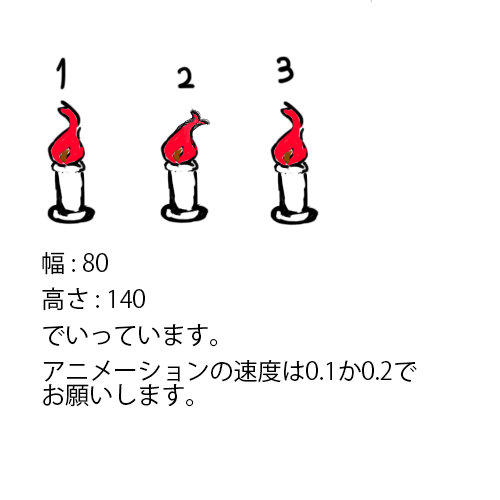 1 2 3
幅 : 80
高さ : 140
でいっています。
アニメーションの速度は0.1か0.2で
お願いします。